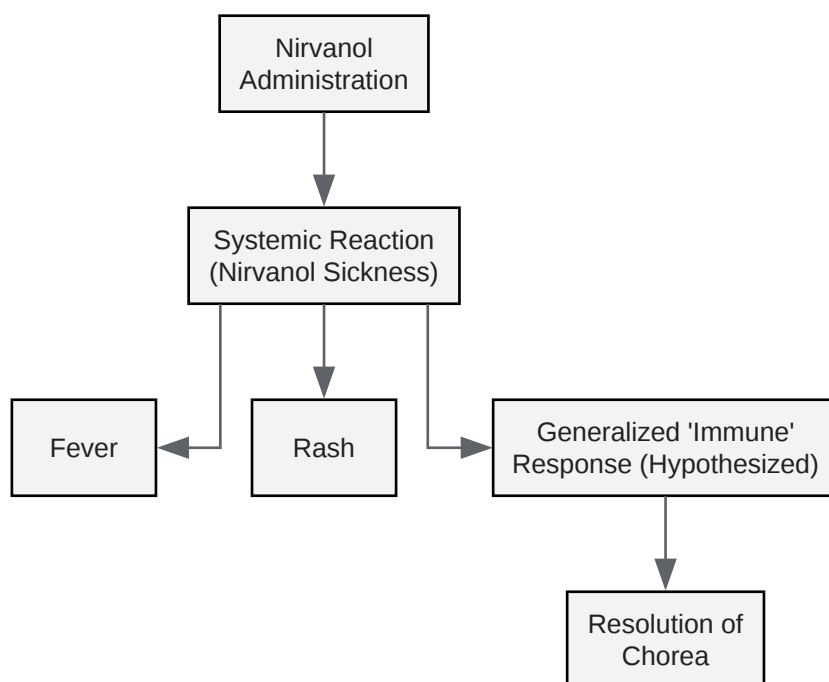 Nirvanol
Administration
Systemic Reaction
(Nirvanol Sickness)
Fever
Rash
Generalized 'Immune'
Response (Hypothesized)
Resolution of
Chorea